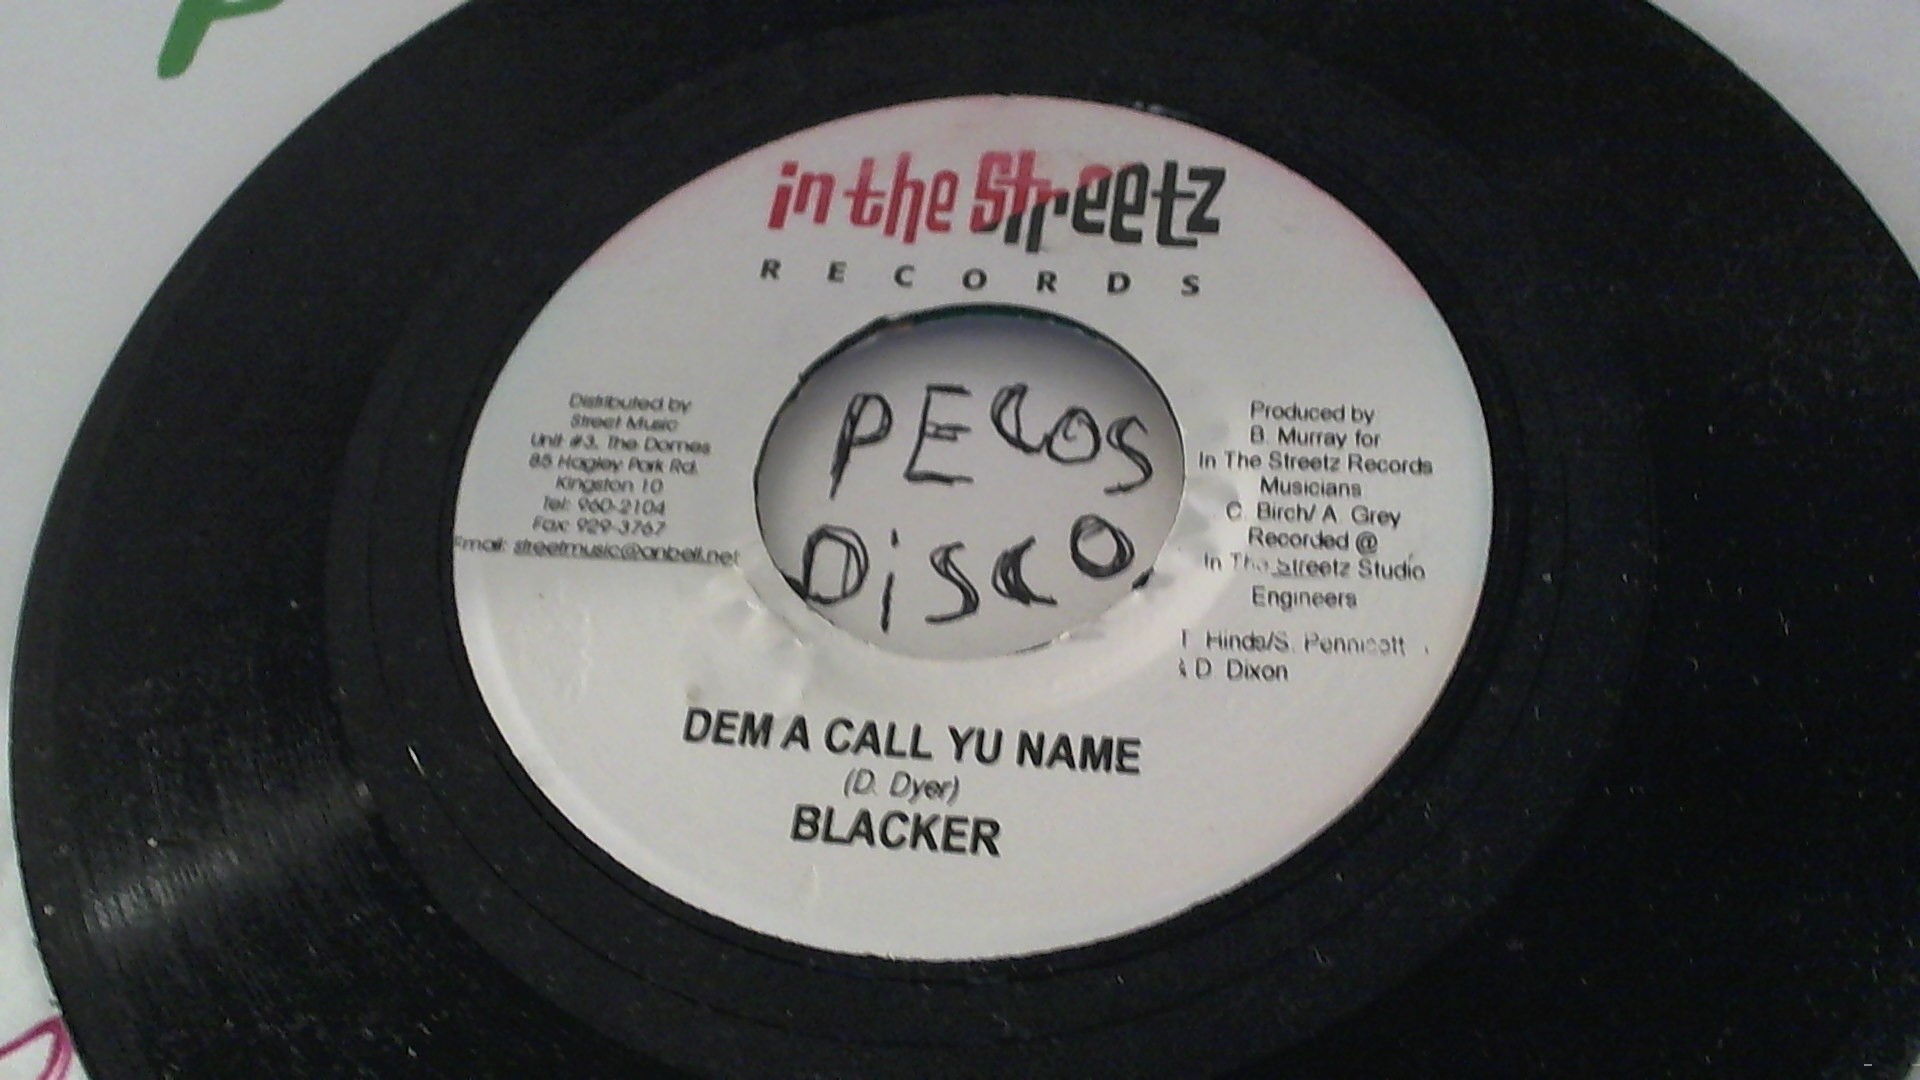 in the Streetz
RECORDS
Distributed by
Street Music
Unit #3, The Domes
85 Hagley Park Rd.
Kingston 10
Tel: 960-2104
Fax: 929-3767
Email: streetmusic@anbell.net
PECOS
DiSCO.
Produced by
B. Murray for
In The Streetz Records
Musicians
C. Birch/ A. Grey
Recorded @
In The Streetz Studio
Engineers
Hinds/S. Pennicott
& D. Dixon
DEM A CALL YU NAME
(D. Dyer)
BLACKER